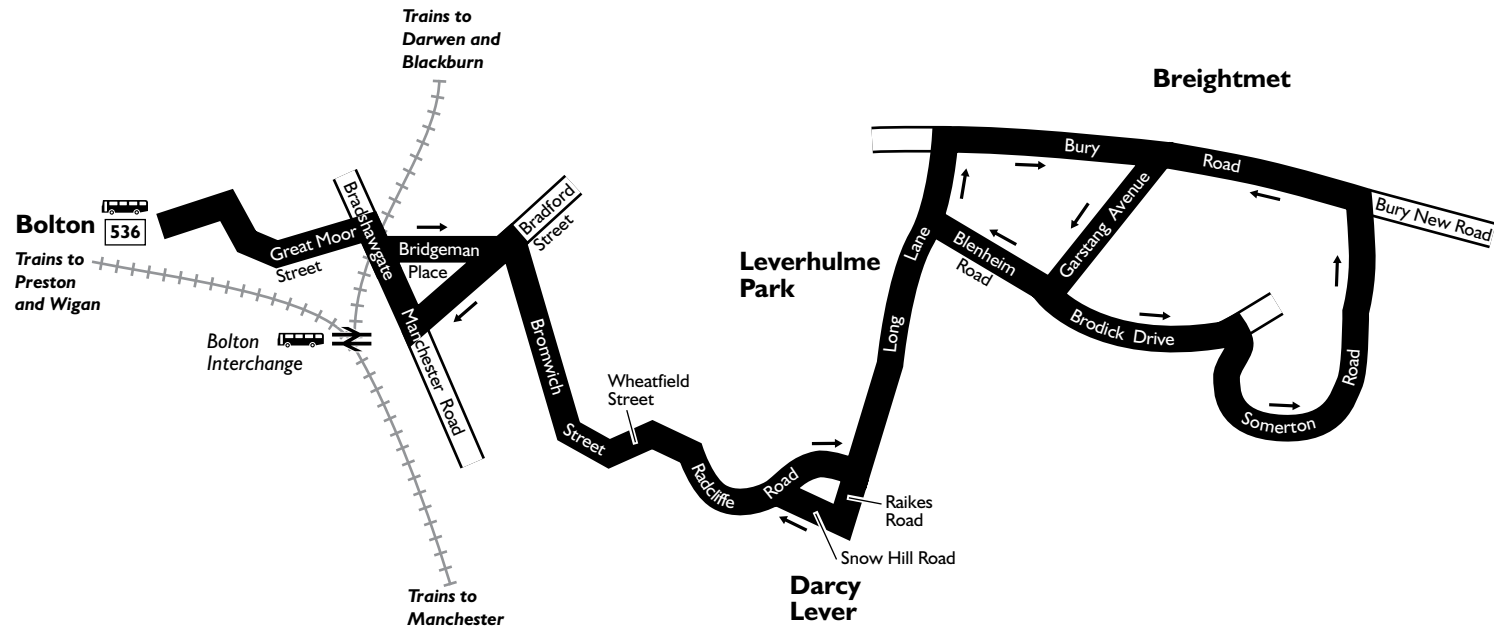 Trains to
Darwen and
Blackburn
Breightmet
Bury
Road
Bury New Road
Bolton
536
Trains to
Preston
and Wigan
Great Moor
Street
Bradshawgate
Bridgeman
Place
Bradford
Street
Bolton
Interchange
Manchester Road
Trains to
Manchester
Bromwich
Street
Wheatfield
Street
Radcliffe
Road
Raikes
Road
Snow Hill Road
Darcy
Lever
Leverhulme
Park
Long
Lane
Blenheim
Road
Garstang Avenue
Brodick Drive
Somerton
Road